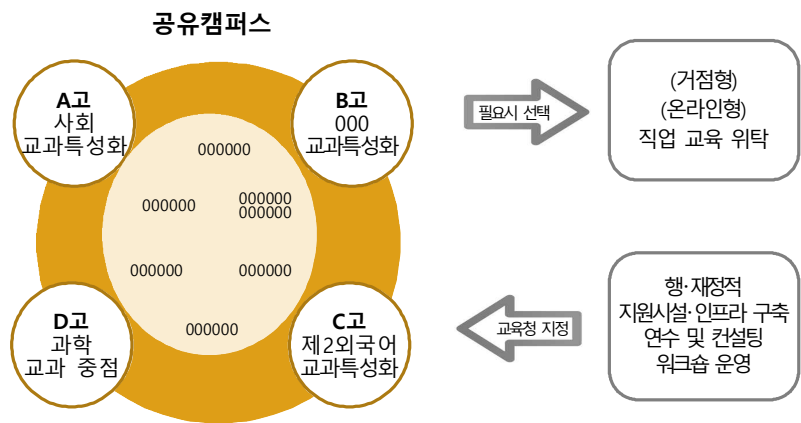 공유캠퍼스
A고
사회
교과특성화
B고
000
교과특성화
000000
000000
000000
000000
000000
000000
000000
D고
과학
교과 중점
C고
제2외국어
교과특성화
필요시 선택
(거점형)
(온라인형)
직업 교육 위탁
교육청 지정
행·재정적
지원시설·인프라 구축
연수 및 컨설팅
워크숍 운영